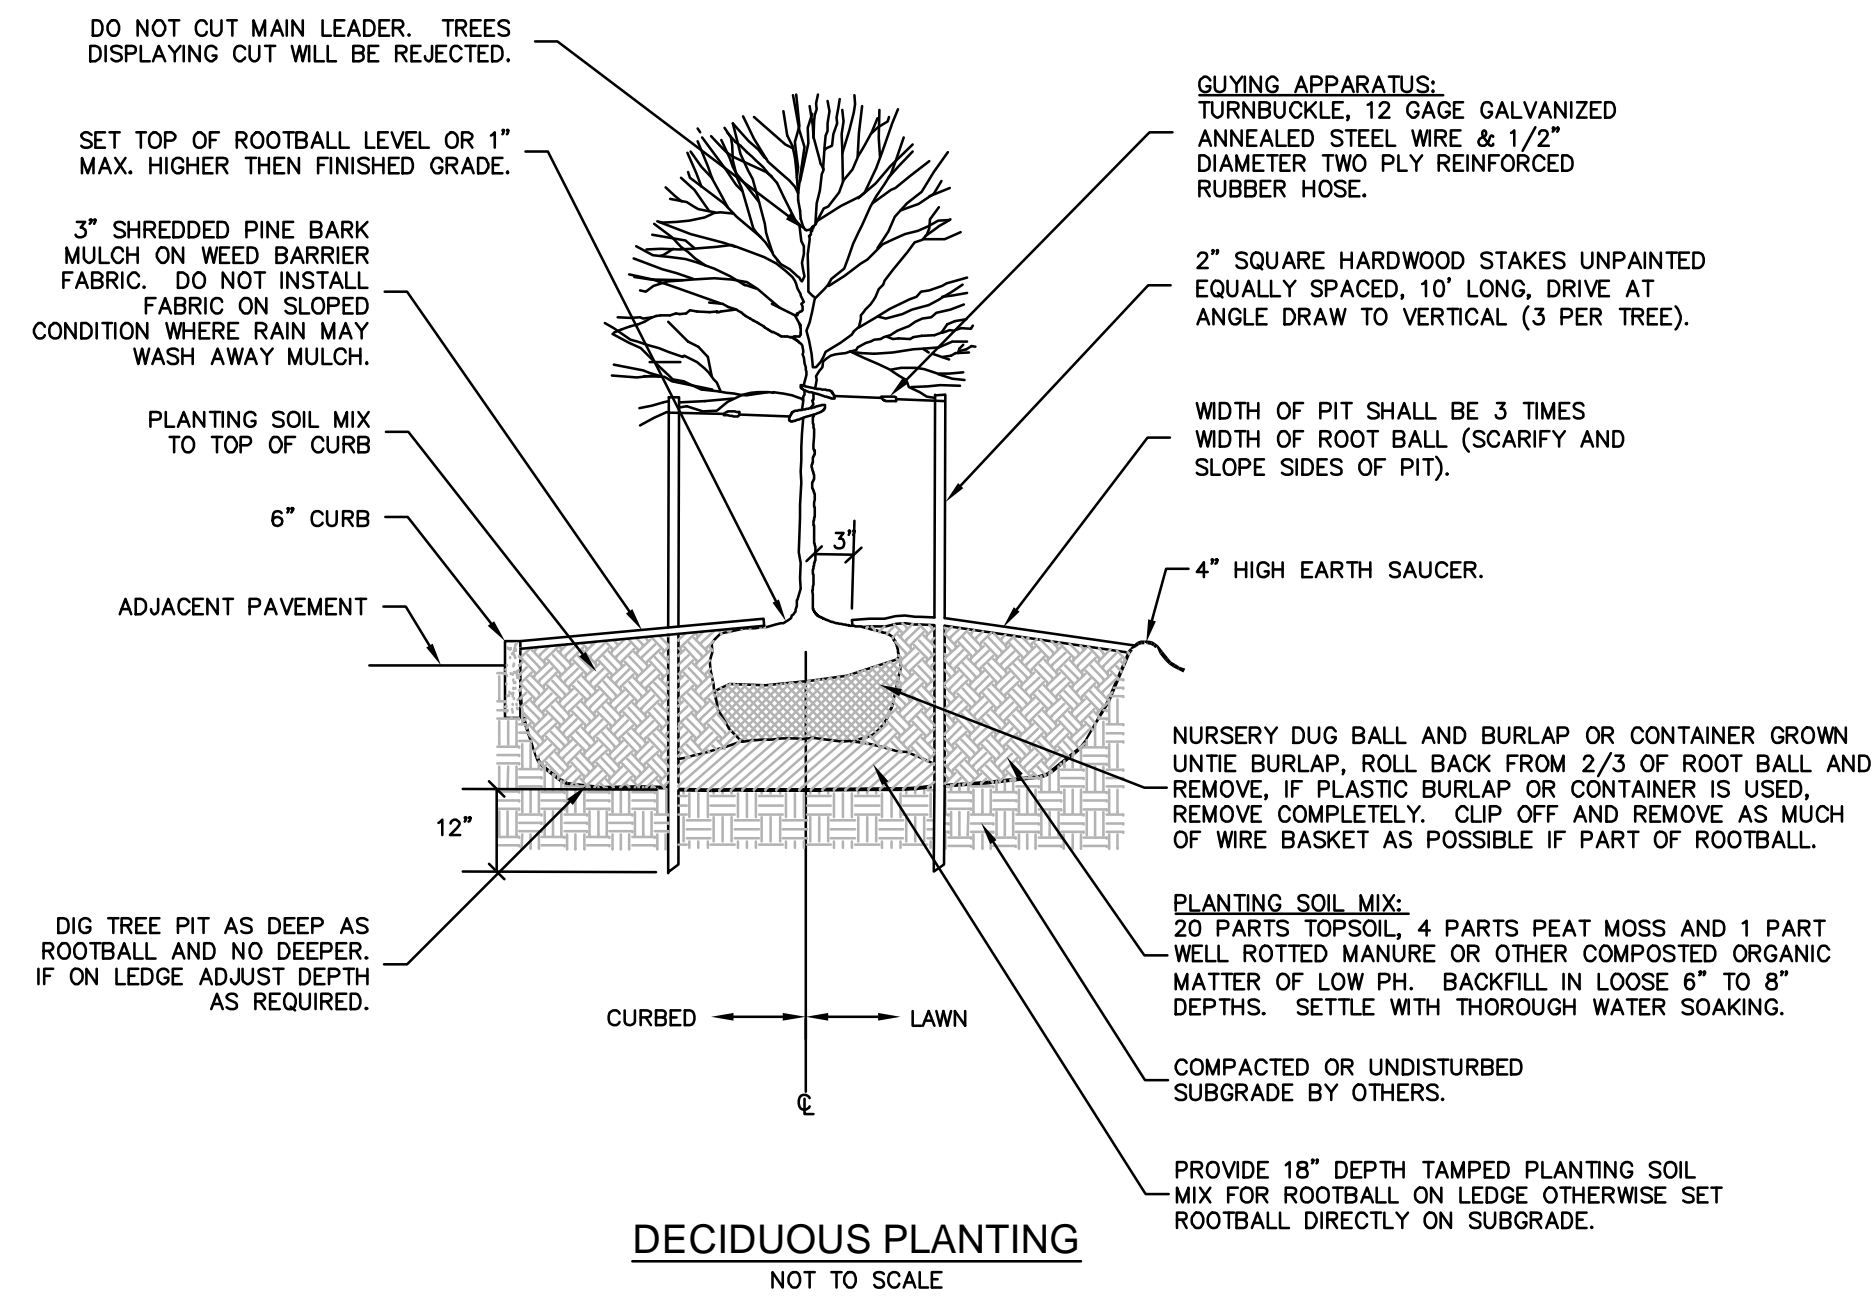 DO NOT CUT MAIN LEADER. TREES
DISPLAYING CUT WILL BE REJECTED.
SET TOP OF ROOTBALL LEVEL OR 1"
MAX. HIGHER THEN FINISHED GRADE.
3" SHREDDED PINE BARK
MULCH ON WEED BARRIER
FABRIC. DO NOT INSTALL
FABRIC ON SLOPED
CONDITION WHERE RAIN MAY
WASH AWAY MULCH.
PLANTING SOIL MIX
TO TOP OF CURB
6" CURB
ADJACENT PAVEMENT
12"
DIG TREE PIT AS DEEP AS
ROOTBALL AND NO DEEPER.
IF ON LEDGE ADJUST DEPTH
AS REQUIRED.
3"
CURBED
LAWN
℄
GUYING APPARATUS:
TURNBUCKLE, 12 GAGE GALVANIZED
ANNEALED STEEL WIRE & 1/2"
DIAMETER TWO PLY REINFORCED
RUBBER HOSE.
2" SQUARE HARDWOOD STAKES UNPAINTED
EQUALLY SPACED, 10' LONG, DRIVE AT
ANGLE DRAW TO VERTICAL (3 PER TREE).
WIDTH OF PIT SHALL BE 3 TIMES
WIDTH OF ROOT BALL (SCARIFY AND
SLOPE SIDES OF PIT).
4" HIGH EARTH SAUCER.
NURSERY DUG BALL AND BURLAP OR CONTAINER GROWN
UNTIE BURLAP, ROLL BACK FROM 2/3 OF ROOT BALL AND
REMOVE, IF PLASTIC BURLAP OR CONTAINER IS USED,
REMOVE COMPLETELY. CLIP OFF AND REMOVE AS MUCH
OF WIRE BASKET AS POSSIBLE IF PART OF ROOTBALL.
PLANTING SOIL MIX:
20 PARTS TOPSOIL, 4 PARTS PEAT MOSS AND 1 PART
WELL ROTTED MANURE OR OTHER COMPOSTED ORGANIC
MATTER OF LOW PH. BACKFILL IN LOOSE 6" TO 8"
DEPTHS. SETTLE WITH THOROUGH WATER SOAKING.
COMPACTED OR UNDISTURBED
SUBGRADE BY OTHERS.
PROVIDE 18" DEPTH TAMPED PLANTING SOIL
MIX FOR ROOTBALL ON LEDGE OTHERWISE SET
ROOTBALL DIRECTLY ON SUBGRADE.
DECIDUOUS PLANTING
NOT TO SCALE